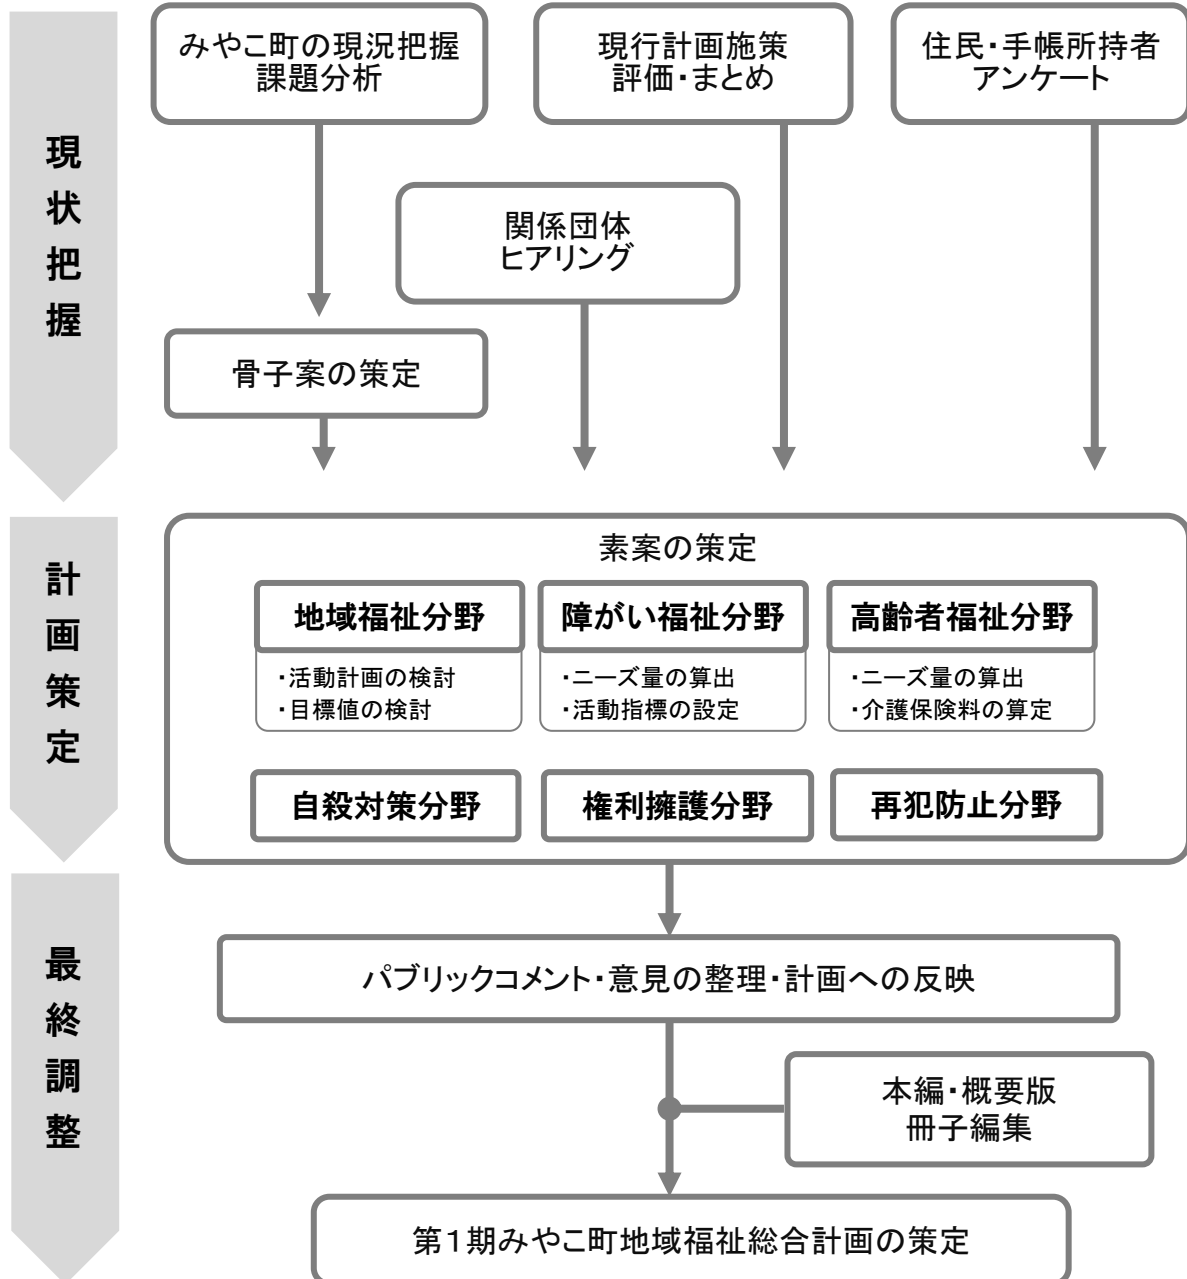 現状把握
みやこ町の現況把握
課題分析
現行計画施策
評価・まとめ
住民・手帳所持者
アンケート
関係団体
ヒアリング
骨子案の策定
計画策定
素案の策定
地域福祉分野
・活動計画の検討
・目標値の検討
障がい福祉分野
・ニーズ量の算出
・活動指標の設定
高齢者福祉分野
・ニーズ量の算出
・介護保険料の算定
自殺対策分野
権利擁護分野
再犯防止分野
最終調整
パブリックコメント・意見の整理・計画への反映
本編・概要版
冊子編集
第１期みやこ町地域福祉総合計画の策定